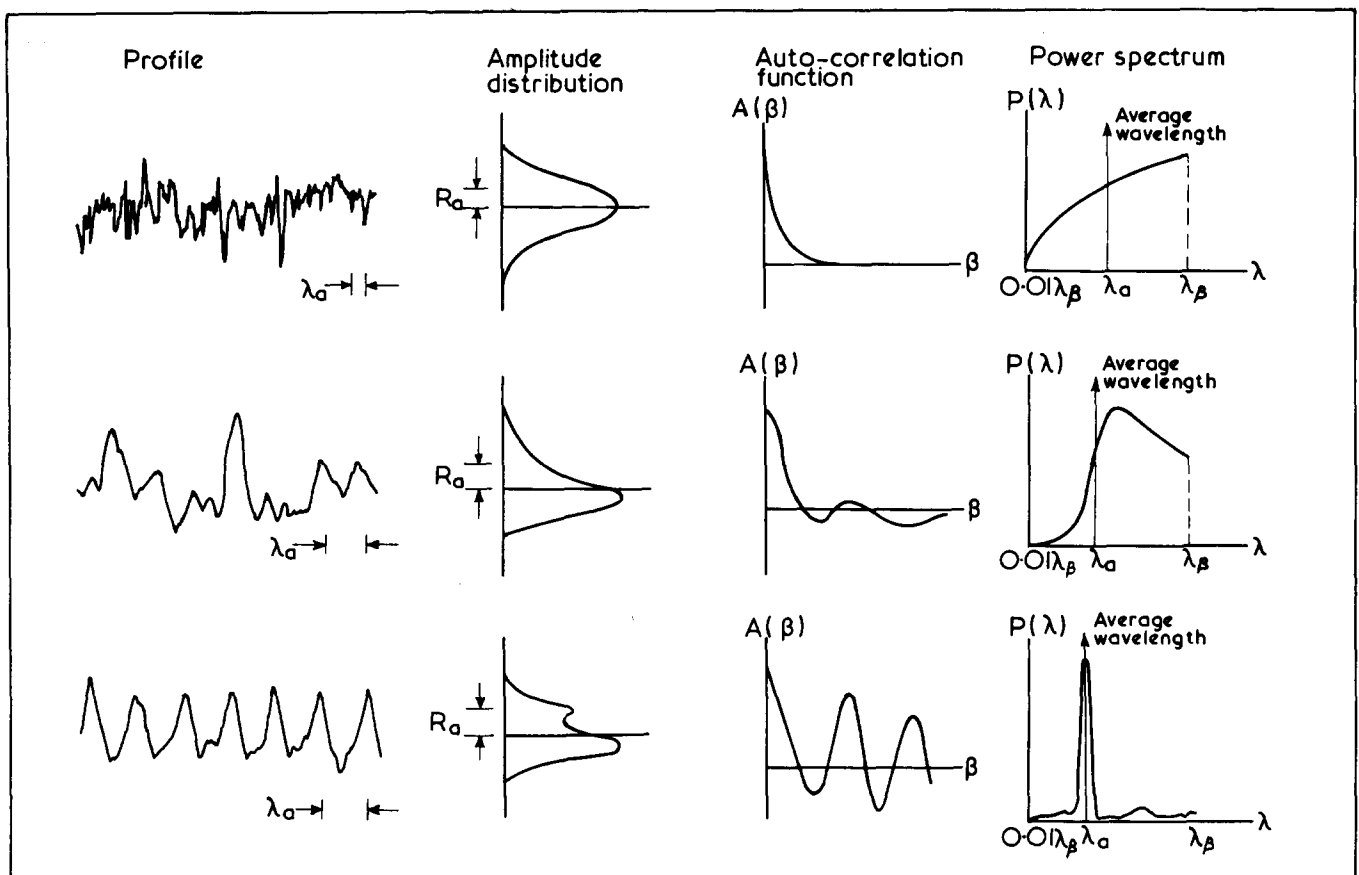 Profile
Amplitude
distribution
Auto-correlation
function
Power spectrum
λa
Ra
A(β)
β
P(λ)
Average
wavelength
0·01λβ
λa
λβ
λ
λa
Ra
A(β)
β
P(λ)
Average
wavelength
0·01λβ
λa
λβ
λ
λa
Ra
A(β)
β
P(λ)
Average
wavelength
0·01λβ
λa
λβ
λ